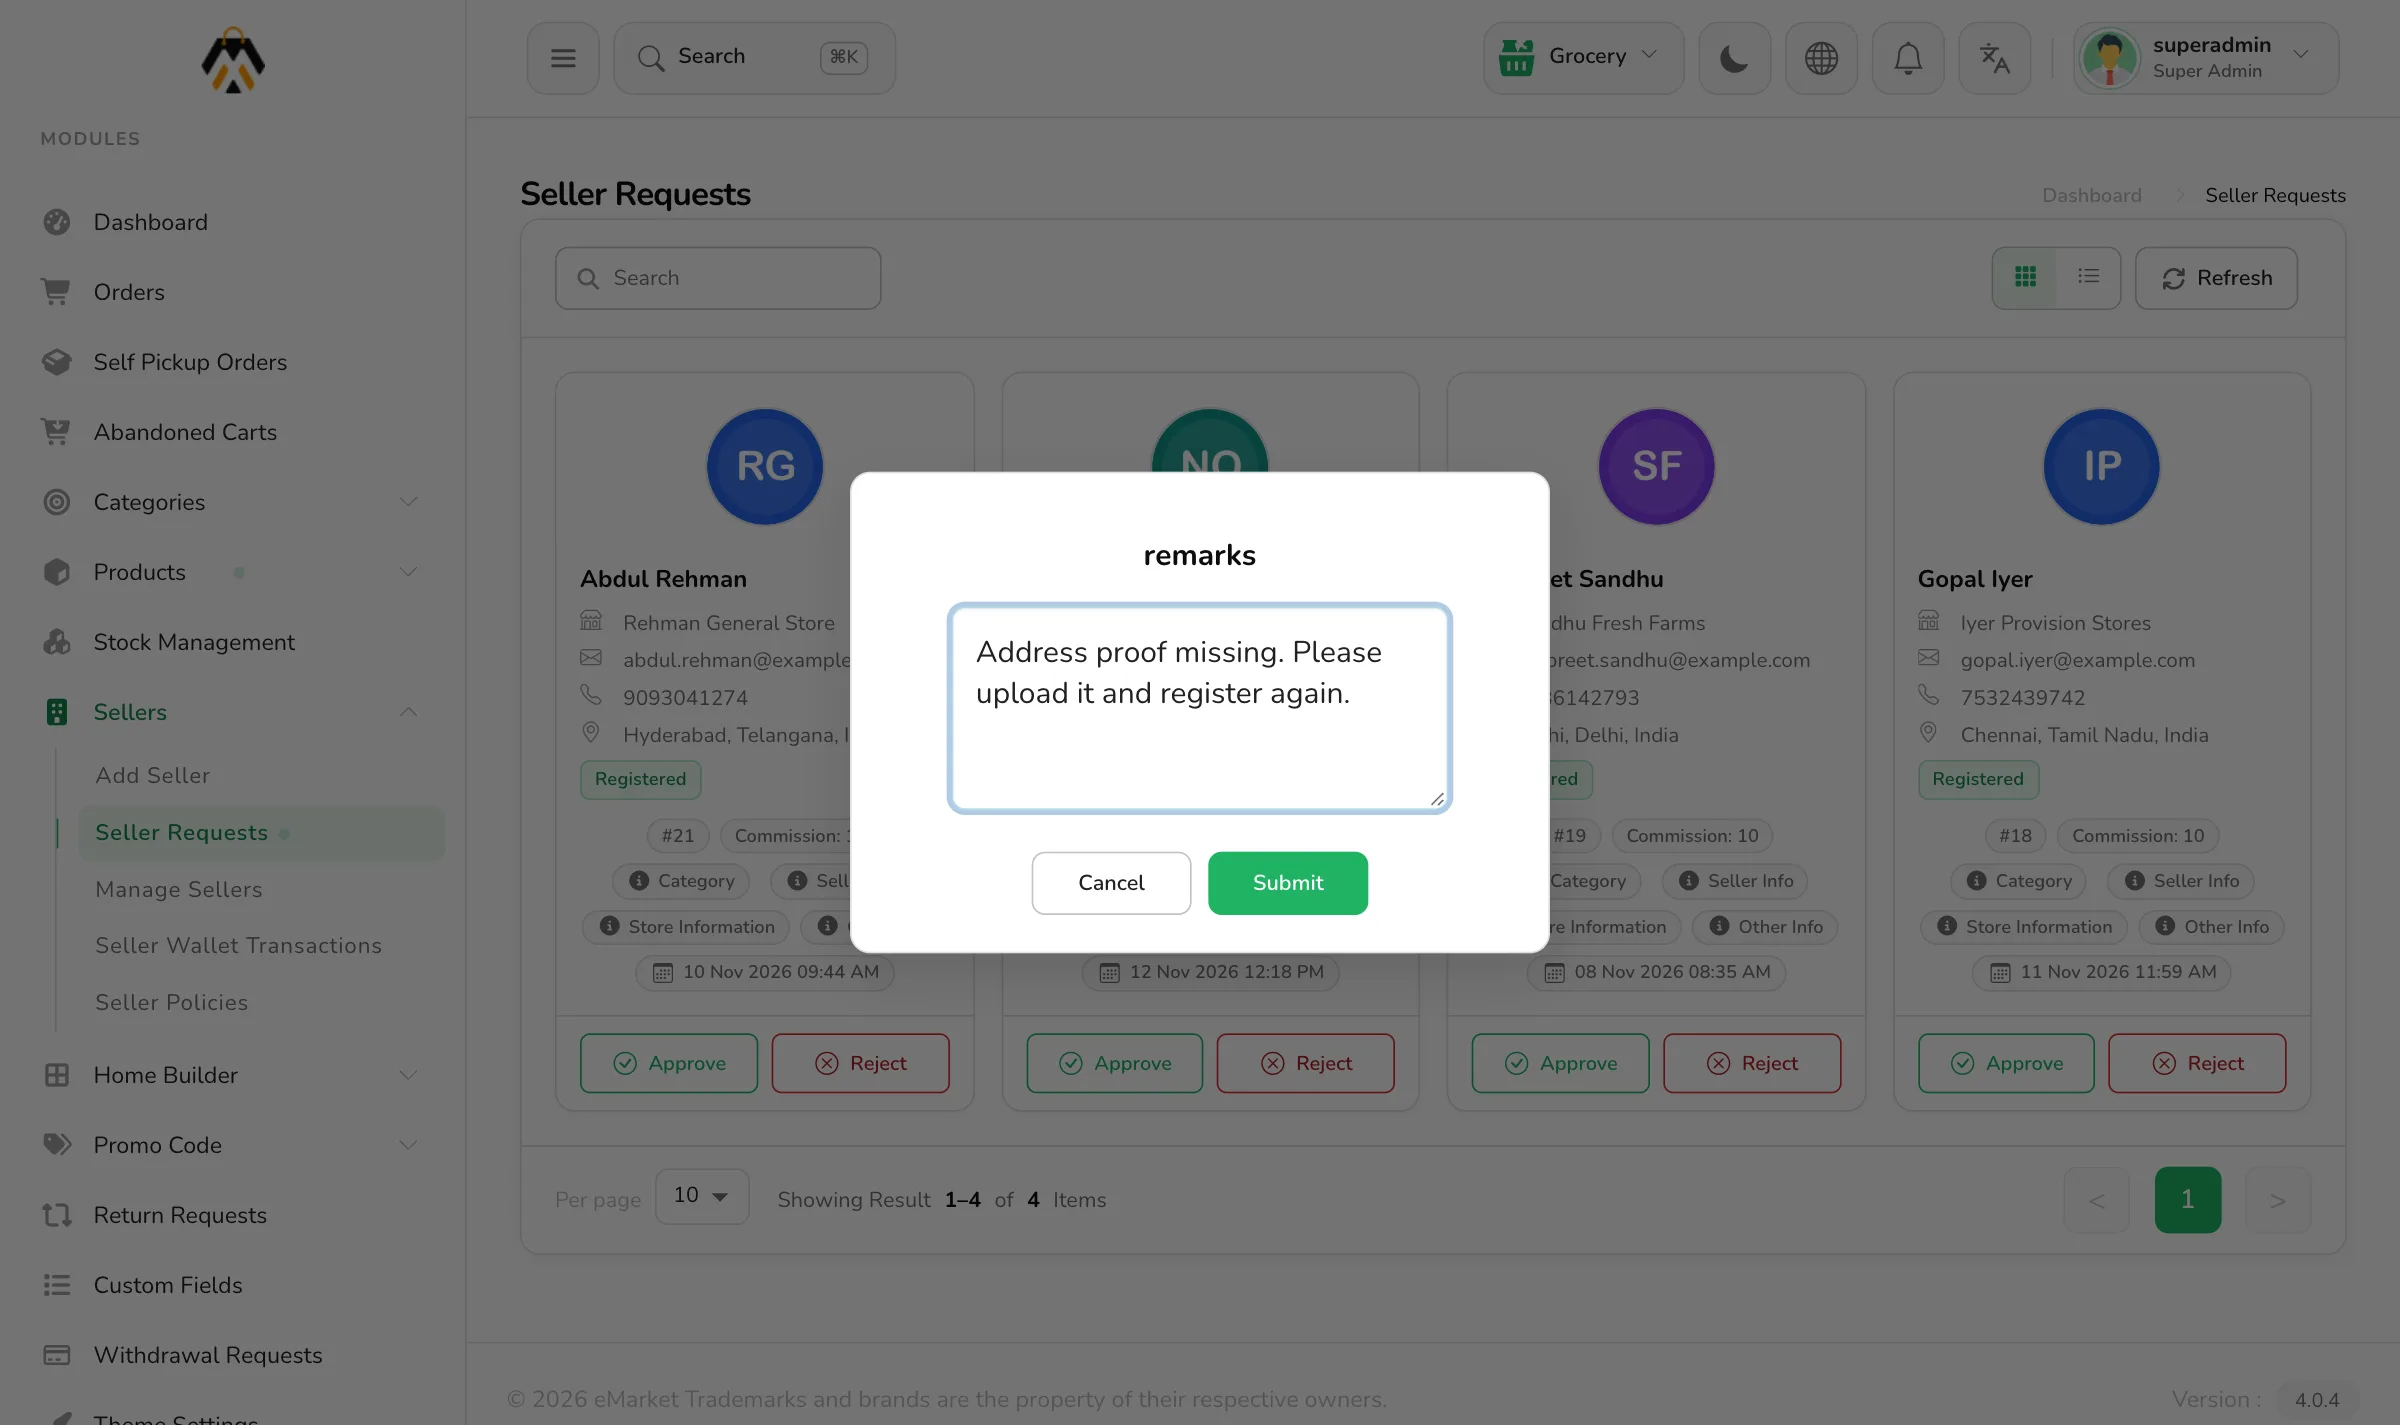 Search
⌘K
Grocery
superadmin
Super Admin
MODULES
Dashboard
Orders
Self Pickup Orders
Abandoned Carts
Categories
Products
Stock Management
Sellers
Add Seller
Seller Requests
Manage Sellers
Seller Wallet Transactions
Seller Policies
Home Builder
Promo Code
Return Requests
Custom Fields
Withdrawal Requests
Theme Settings
Seller Requests
Dashboard > Seller Requests
Search
Refresh
RG
Abdul Rehman
Rehman General Store
abdul.rehman@example
9093041274
Hyderabad, Telangana,
Registered
#21
Commission:
Category
Store Information
10 Nov 2026 09:44 AM
Approve
Reject
12 Nov 2026 12:18 PM
Approve
Reject
SF
et Sandhu
dhu Fresh Farms
preet.sandhu@example.com
36142793
hi, Delhi, India
red
#19
Commission: 10
Category
Seller Info
re Information
Other Info
08 Nov 2026 08:35 AM
Approve
Reject
IP
Gopal Iyer
Iyer Provision Stores
gopal.iyer@example.com
7532439742
Chennai, Tamil Nadu, India
Registered
#18
Commission: 10
Category
Seller Info
Store Information
Other Info
11 Nov 2026 11:59 AM
Approve
Reject
remarks
Address proof missing. Please
upload it and register again.
Cancel
Submit
Per page
10
Showing Result 1–4 of 4 Items
< 1 >
© 2026 eMarket Trademarks and brands are the property of their respective owners.
Version : 4.0.4